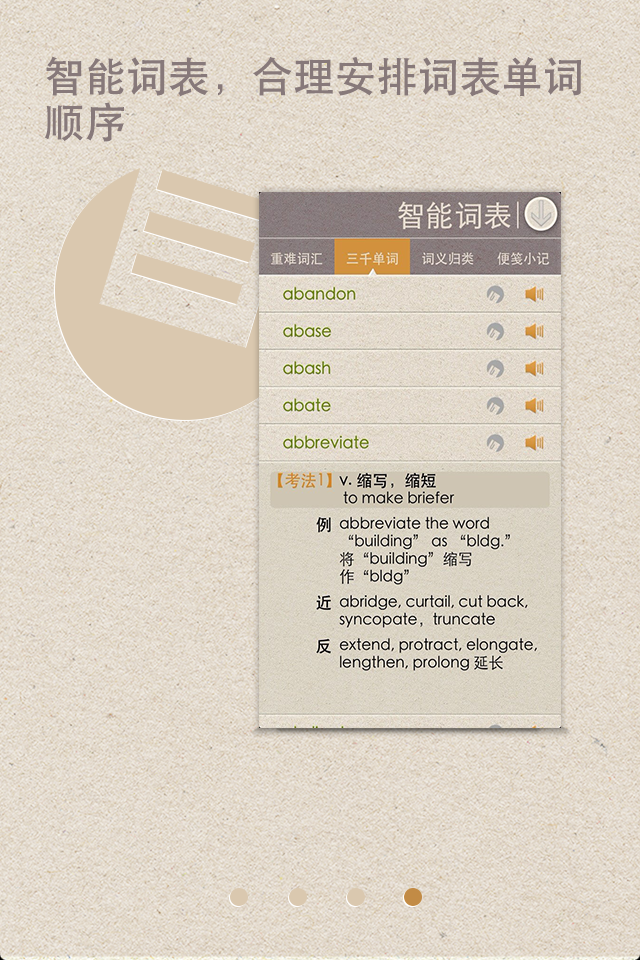 智能词表，合理安排词表单词
顺序
智能词表
重难词汇 三千单词 词义归类 便笺小记
abandon
abase
abash
abate
abbreviate
【考法1】 v. 缩写，缩短
to make briefer
例 abbreviate the word
“building” as “bldg.”
将“building”缩写
作“bldg”
近 abridge, curtail, cut back,
syncopate，truncate
反 extend, protract, elongate,
lengthen, prolong 延长